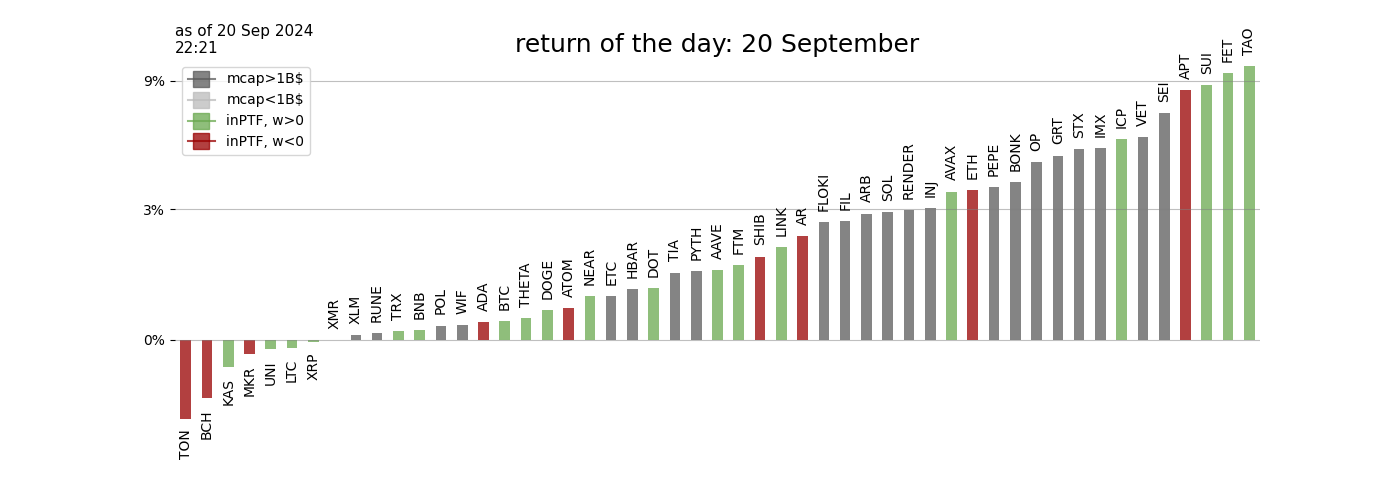 as of 20 Sep 2024
22:21
return of the day: 20 September
mcap>1B$
mcap<1B$
inPTF, w>0
inPTF, w<0
9%
3%
0%
TON
BCH
KAS
MKR
UNI
LTC
XRP
XMR
XLM
RUNE
TRX
BNB
POL
WIF
ADA
BTC
THETA
DOGE
ATOM
NEAR
ETC
HBAR
DOT
TIA
PYTH
AAVE
FTM
SHIB
LINK
AR
FLOKI
FIL
ARB
SOL
RENDER
INJ
AVAX
ETH
PEPE
BONK
OP
GRT
STX
IMX
ICP
VET
SEI
APT
SUI
FET
TAO